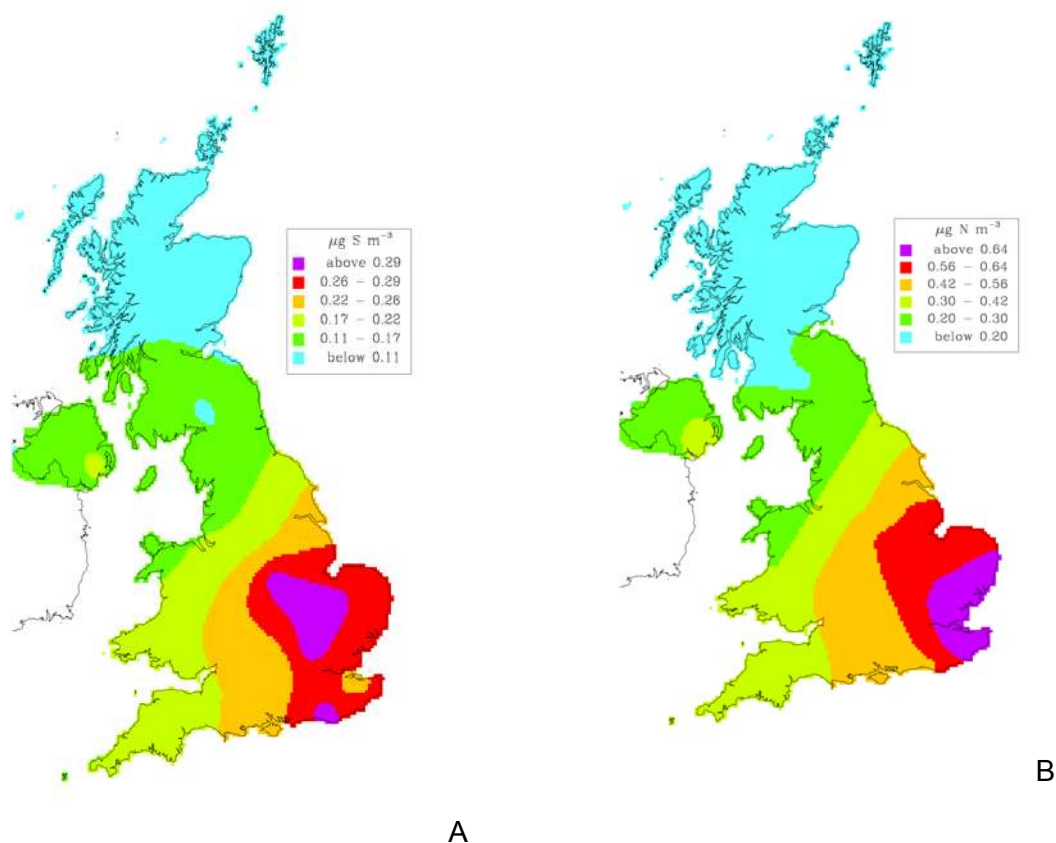 μg S m⁻³
above 0.29
0.26 – 0.29
0.22 – 0.26
0.17 – 0.22
0.11 – 0.17
below 0.11
μg N m⁻³
above 0.64
0.56 – 0.64
0.42 – 0.56
0.30 – 0.42
0.20 – 0.30
below 0.20
B
A